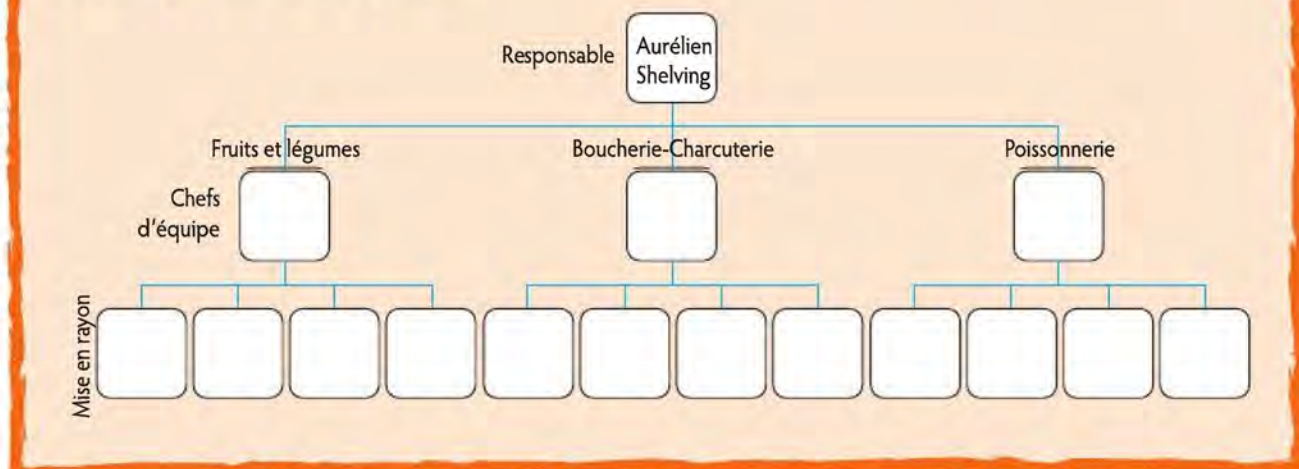 Responsable
Aurélien
Shelving
Fruits et légumes
Boucherie-Charcuterie
Poissonnerie
Chefs
d'équipe
Mise en rayon